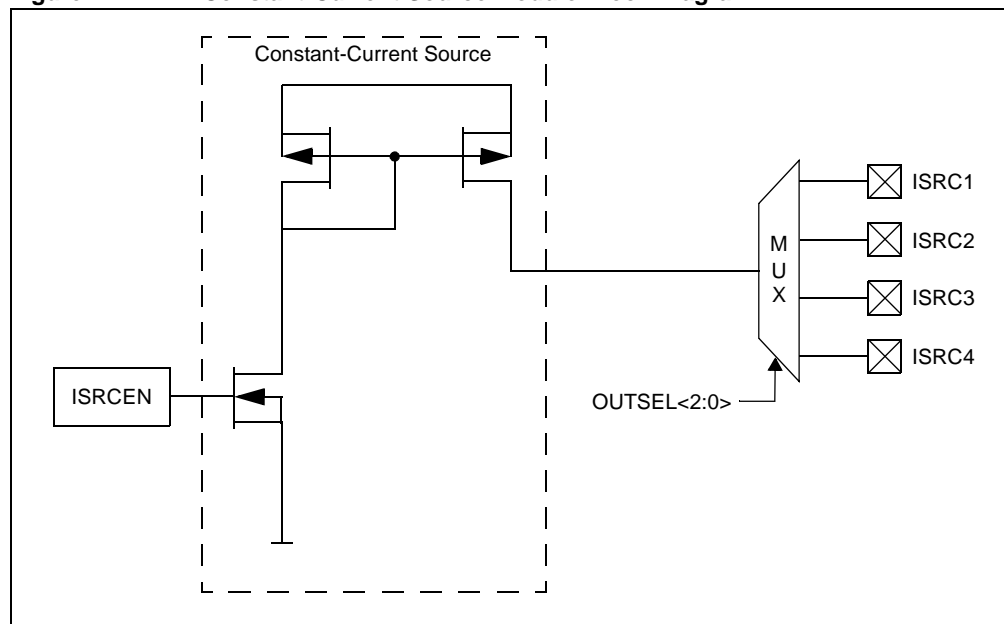 Constant-Current Source
ISRC1
M
U
X
ISRC2
ISRC3
ISRC4
ISRCEN
OUTSEL<2:0>